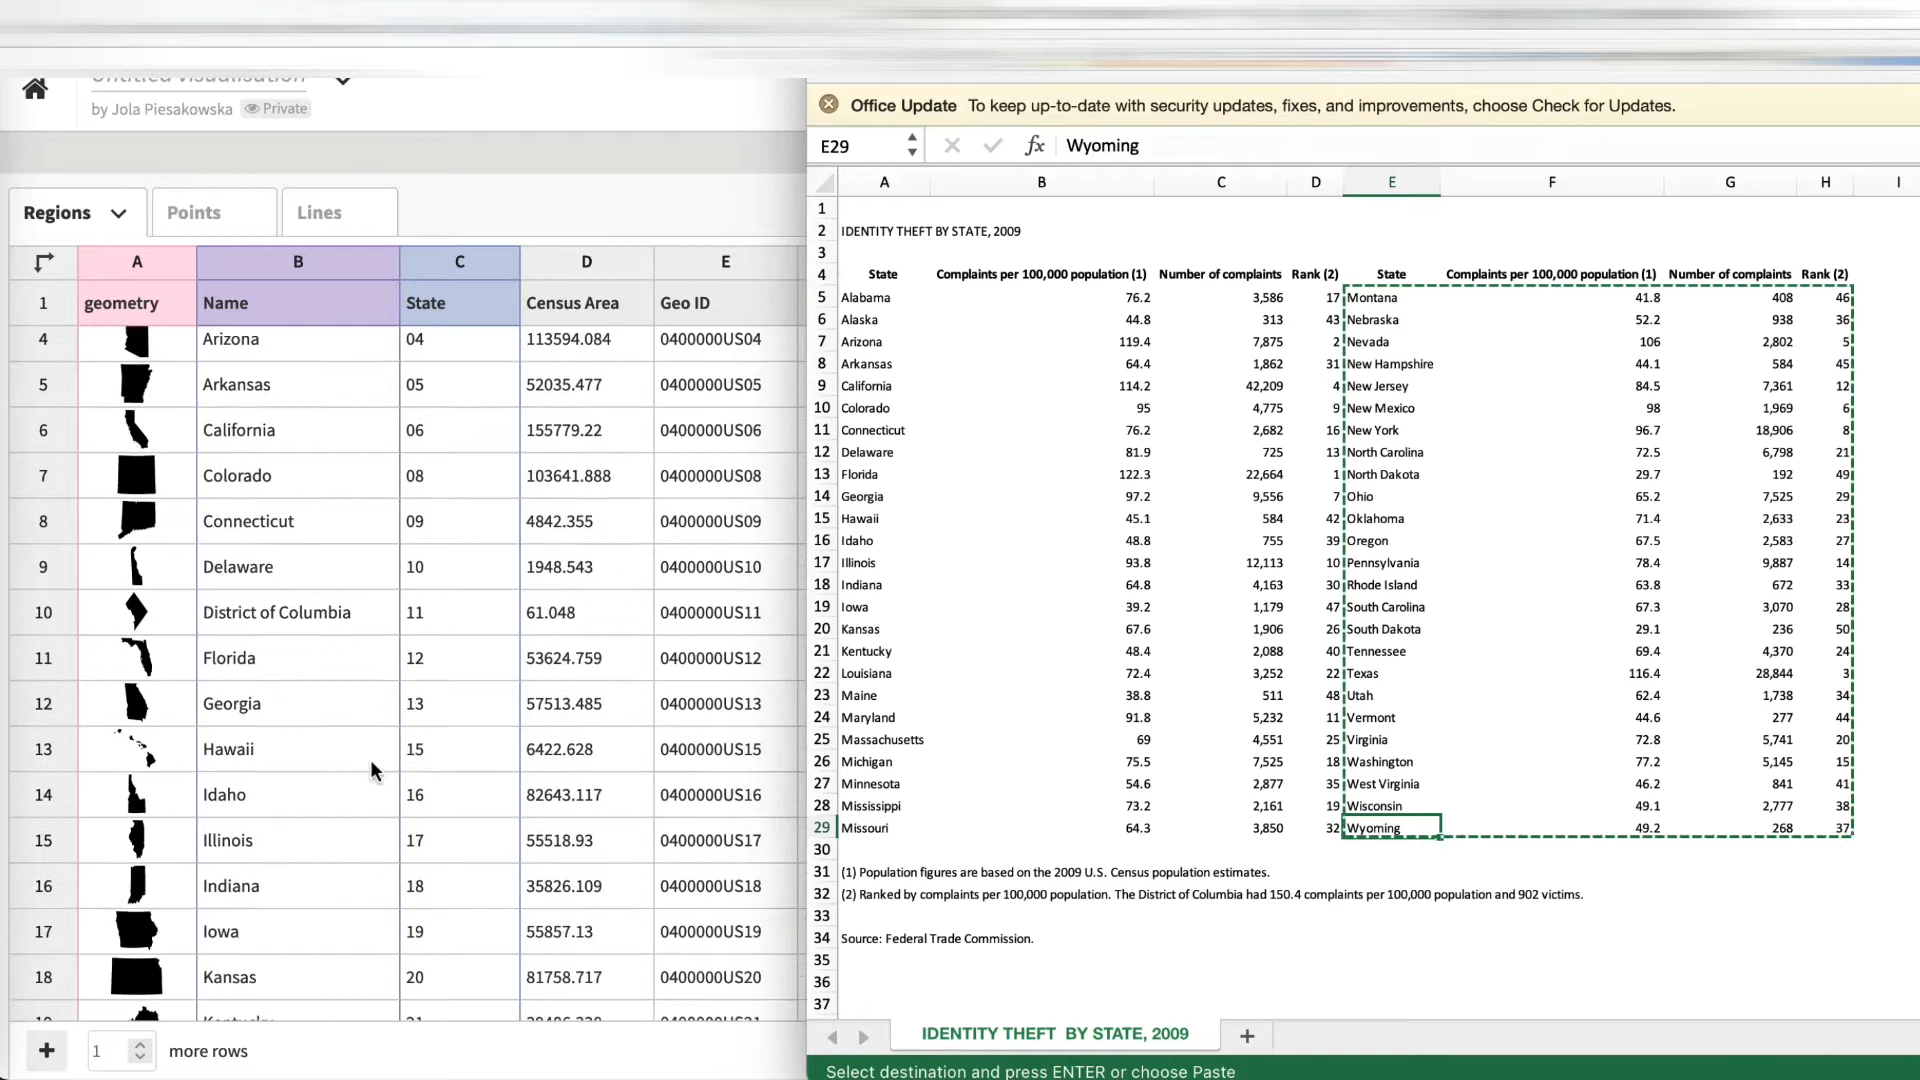 Untitled visualisation
by Jola Piesakowska Private
Regions Points Lines
A B C D E
1 geometry Name State Census Area Geo ID
4 Arizona 04 113594.084 0400000US04
5 Arkansas 05 52035.477 0400000US05
6 California 06 155779.22 0400000US06
7 Colorado 08 103641.888 0400000US08
8 Connecticut 09 4842.355 0400000US09
9 Delaware 10 1948.543 0400000US10
10 District of Columbia 11 61.048 0400000US11
11 Florida 12 53624.759 0400000US12
12 Georgia 13 57513.485 0400000US13
13 Hawaii 15 6422.628 0400000US15
14 Idaho 16 82643.117 0400000US16
15 Illinois 17 55518.93 0400000US17
16 Indiana 18 35826.109 0400000US18
17 Iowa 19 55857.13 0400000US19
18 Kansas 20 81758.717 0400000US20
1 more rows
Office Update To keep up-to-date with security updates, fixes, and improvements, choose Check for Updates.
E29 fx Wyoming
A B C D E F G H I
1
2 IDENTITY THEFT BY STATE, 2009
3
4 State Complaints per 100,000 population (1) Number of complaints Rank (2) State Complaints per 100,000 population (1) Number of complaints Rank (2)
5 Alabama 76.2 3,586 17 Montana 41.8 408 46
6 Alaska 44.8 313 43 Nebraska 52.2 938 36
7 Arizona 119.4 7,875 2 Nevada 106 2,802 5
8 Arkansas 64.4 1,862 31 New Hampshire 44.1 584 45
9 California 114.2 42,209 4 New Jersey 84.5 7,361 12
10 Colorado 95 4,775 9 New Mexico 98 1,969 6
11 Connecticut 76.2 2,682 16 New York 96.7 18,906 8
12 Delaware 81.9 725 13 North Carolina 72.5 6,798 21
13 Florida 122.3 22,664 1 North Dakota 29.7 192 49
14 Georgia 97.2 9,556 7 Ohio 65.2 7,525 29
15 Hawaii 45.1 584 42 Oklahoma 71.4 2,633 23
16 Idaho 48.8 755 39 Oregon 67.5 2,583 27
17 Illinois 93.8 12,113 10 Pennsylvania 78.4 9,887 14
18 Indiana 64.8 4,163 30 Rhode Island 63.8 672 33
19 Iowa 39.2 1,179 47 South Carolina 67.3 3,070 28
20 Kansas 67.6 1,906 26 South Dakota 29.1 236 50
21 Kentucky 48.4 2,088 40 Tennessee 69.4 4,370 24
22 Louisiana 72.4 3,252 22 Texas 116.4 28,844 3
23 Maine 38.8 511 48 Utah 62.4 1,738 34
24 Maryland 91.8 5,232 11 Vermont 44.6 277 44
25 Massachusetts 69 4,551 25 Virginia 72.8 5,741 20
26 Michigan 75.5 7,525 18 Washington 77.2 5,145 15
27 Minnesota 54.6 2,877 35 West Virginia 46.2 841 41
28 Mississippi 73.2 2,161 19 Wisconsin 49.1 2,777 38
29 Missouri 64.3 3,850 32 Wyoming 49.2 268 37
30
31 (1) Population figures are based on the 2009 U.S. Census population estimates.
32 (2) Ranked by complaints per 100,000 population. The District of Columbia had 150.4 complaints per 100,000 population and 902 victims.
33
34 Source: Federal Trade Commission.
35
36
37
IDENTITY THEFT BY STATE, 2009
Select destination and press ENTER or choose Paste